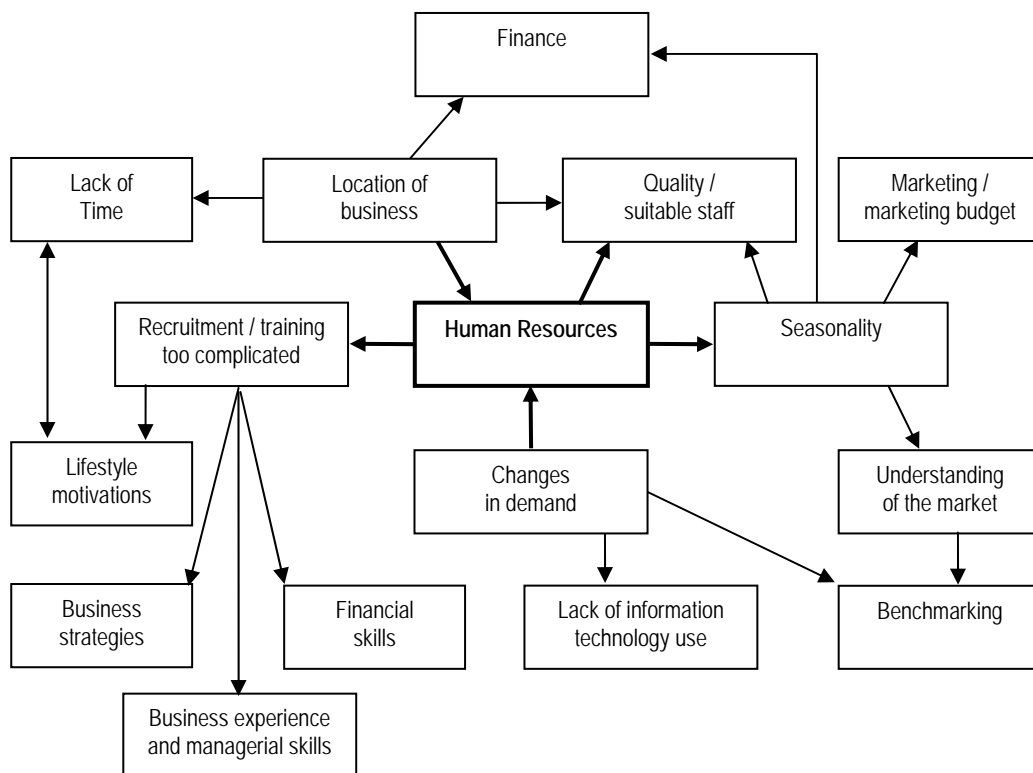 Finance
Lack of
Time
Location of
business
Quality /
suitable staff
Marketing /
marketing budget
Recruitment / training
too complicated
Human Resources
Seasonality
Lifestyle
motivations
Changes
in demand
Understanding
of the market
Business
strategies
Financial
skills
Lack of information
technology use
Benchmarking
Business experience
and managerial skills